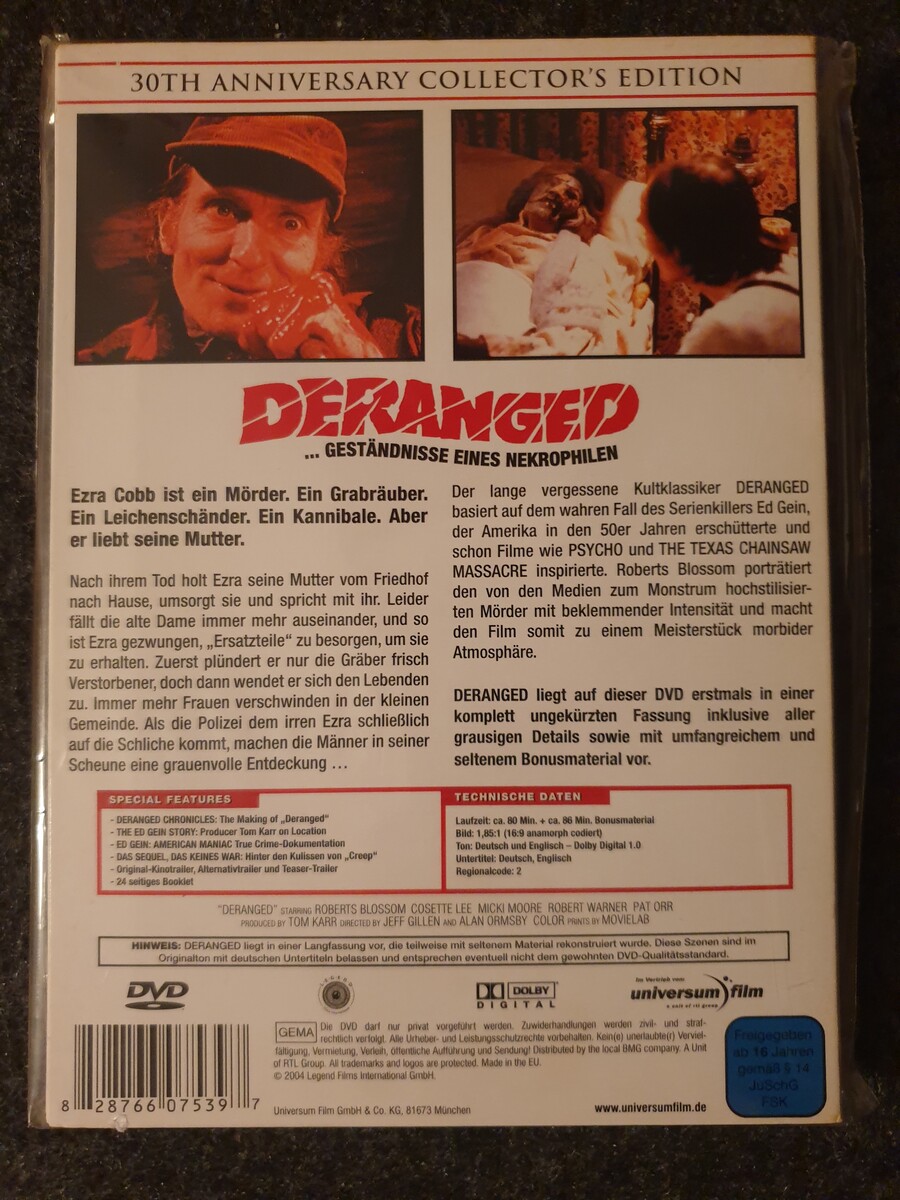 30TH ANNIVERSARY COLLECTOR'S EDITION
DERANGED
... GESTÄNDNISSE EINES NEKROPHILEN
Ezra Cobb ist ein Mörder. Ein Grabräuber.
Ein Leichenschänder. Ein Kannibale. Aber
er liebt seine Mutter.
Nach ihrem Tod holt Ezra seine Mutter vom Friedhof
nach Hause, umsorgt sie und spricht mit ihr. Leider
fällt die alte Dame immer mehr auseinander, und so
ist Ezra gezwungen, „Ersatzteile“ zu besorgen, um sie
zu erhalten. Zuerst plündert er nur die Gräber frisch
Verstorbener, doch dann wendet er sich den Lebenden
zu. Immer mehr Frauen verschwinden in der kleinen
Gemeinde. Als die Polizei dem irren Ezra schließlich
auf die Schliche kommt, machen die Männer in seiner
Scheune eine grauenvolle Entdeckung ...
Der lange vergessene Kultklassiker DERANGED
basiert auf dem wahren Fall des Serienkillers Ed Gein,
der Amerika in den 50er Jahren erschütterte und
schon Filme wie PSYCHO und THE TEXAS CHAINSAW
MASSACRE inspirierte. Roberts Blossom porträtiert
den von den Medien zum Monstrum hochstilisier-
ten Mörder mit beklemmender Intensität und macht
den Film somit zu einem Meisterstück morbider
Atmosphäre.
DERANGED liegt auf dieser DVD erstmals in einer
komplett ungekürzten Fassung inklusive aller
grausigen Details sowie mit umfangreichem und
seltenem Bonusmaterial vor.
SPECIAL FEATURES
- DERANGED CHRONICLES: The Making of „Deranged“
- THE ED GEIN STORY: Producer Tom Karr on Location
- ED GEIN: AMERICAN MANIAC True Crime-Dokumentation
- DAS SEQUEL, DAS KEINES WAR: Hinter den Kulissen von „Creep“
- Original-Kinotrailer, Alternativtrailer und Teaser-Trailer
- 24 seitiges Booklet
TECHNISCHE DATEN
Laufzeit: ca. 80 Min. + ca. 86 Min. Bonusmaterial
Bild: 1,85:1 (16:9 anamorph codiert)
Ton: Deutsch und Englisch – Dolby Digital 1.0
Untertitel: Deutsch, Englisch
Regionalcode: 2
"DERANGED" STARRING ROBERTS BLOSSOM COSETTE LEE MICKI MOORE ROBERT WARNER PAT ORR
PRODUCED BY TOM KARR DIRECTED BY JEFF GILLEN AND ALAN ORMSBY COLOR PRINTS BY MOVIELAB
HINWEIS: DERANGED liegt in einer Langfassung vor, die teilweise mit seltenem Material rekonstruiert wurde. Diese Szenen sind im
Originalton mit deutschen Untertiteln belassen und entsprechen eventuell nicht dem gewohnten DVD-Qualitätsstandard.
DVD
LEGEND
DOLBY
DIGITAL
Im Vertrieb von
universum film
a unit of rtl group
GEMA
Die DVD darf nur privat vorgeführt werden. Zuwiderhandlungen werden zivil- und straf-
rechtlich verfolgt. Alle Urheber- und Leistungsschutzrechte vorbehalten. Kein(e) unerlaubte(r) Verviel-
fältigung, Vermietung, Verleih, öffentliche Aufführung und Sendung! Distributed by the local BMG company. A Unit
of RTL Group. All trademarks and logos are protected. Made in the EU.
© 2004 Legend Films International GmbH.
8 28766 07539 7
Universum Film GmbH & Co. KG, 81673 München
www.universumfilm.de
Freigegeben
ab 16 Jahren
gemäß § 14
JuSchG
FSK